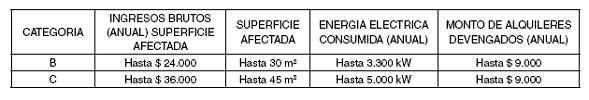 CATEGORIA
INGRESOS BRUTOS
(ANUAL) SUPERFICIE
AFECTADA
SUPERFICIE
AFECTADA
ENERGIA ELECTRICA
CONSUMIDA (ANUAL)
MONTO DE ALQUILERES
DEVENGADOS (ANUAL)
B Hasta $ 24.000 Hasta 30 m² Hasta 3.300 kW Hasta $ 9.000
C Hasta $ 36.000 Hasta 45 m² Hasta 5.000 kW Hasta $ 9.000